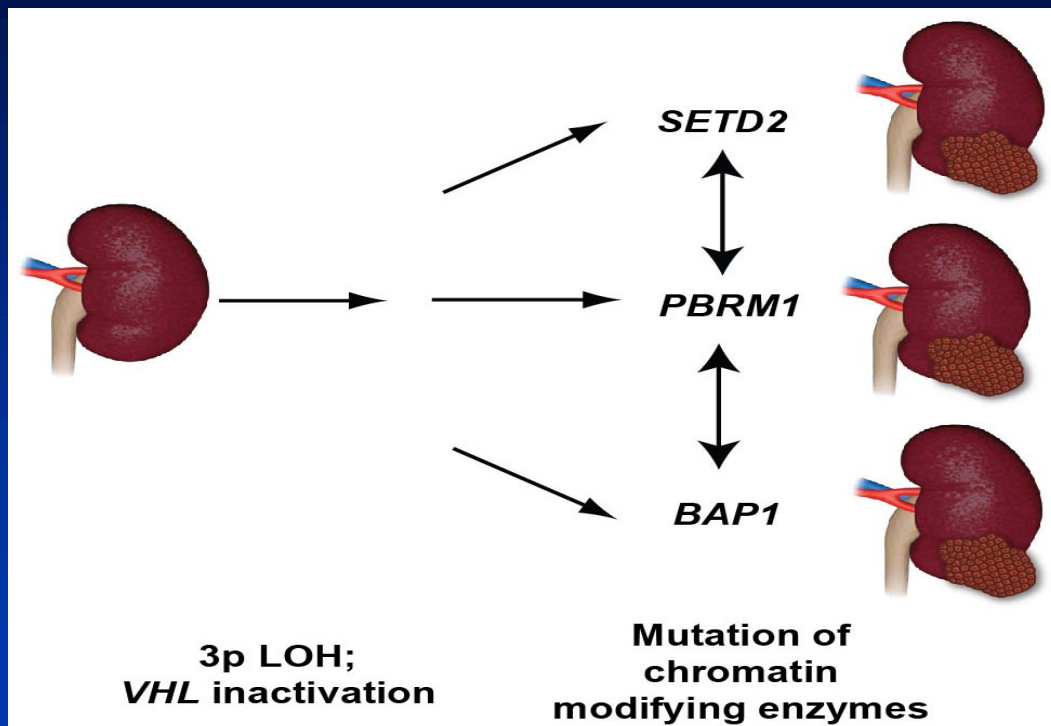 SETD2
PBRM1
BAP1
3p LOH;
VHL inactivation
Mutation of
chromatin
modifying enzymes